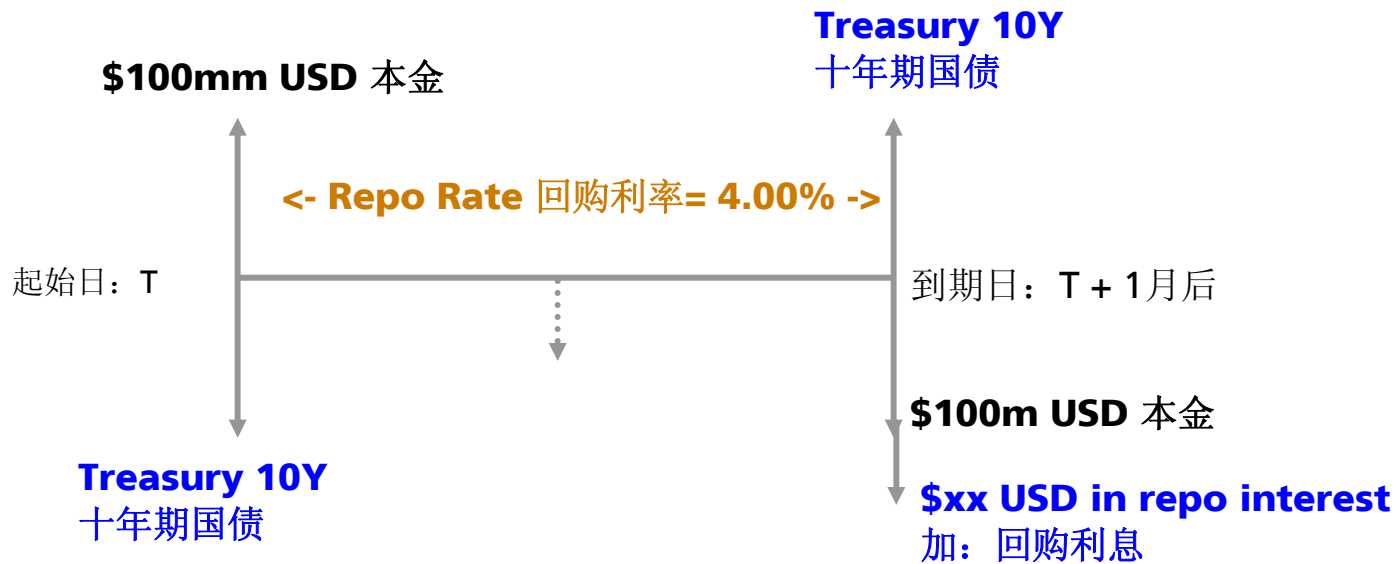 Treasury 10Y
十年期国债
$100mm USD 本金
<- Repo Rate 回购利率= 4.00% ->
起始日：T
到期日：T + 1月后
$100m USD 本金
Treasury 10Y
十年期国债
$xx USD in repo interest
加：回购利息